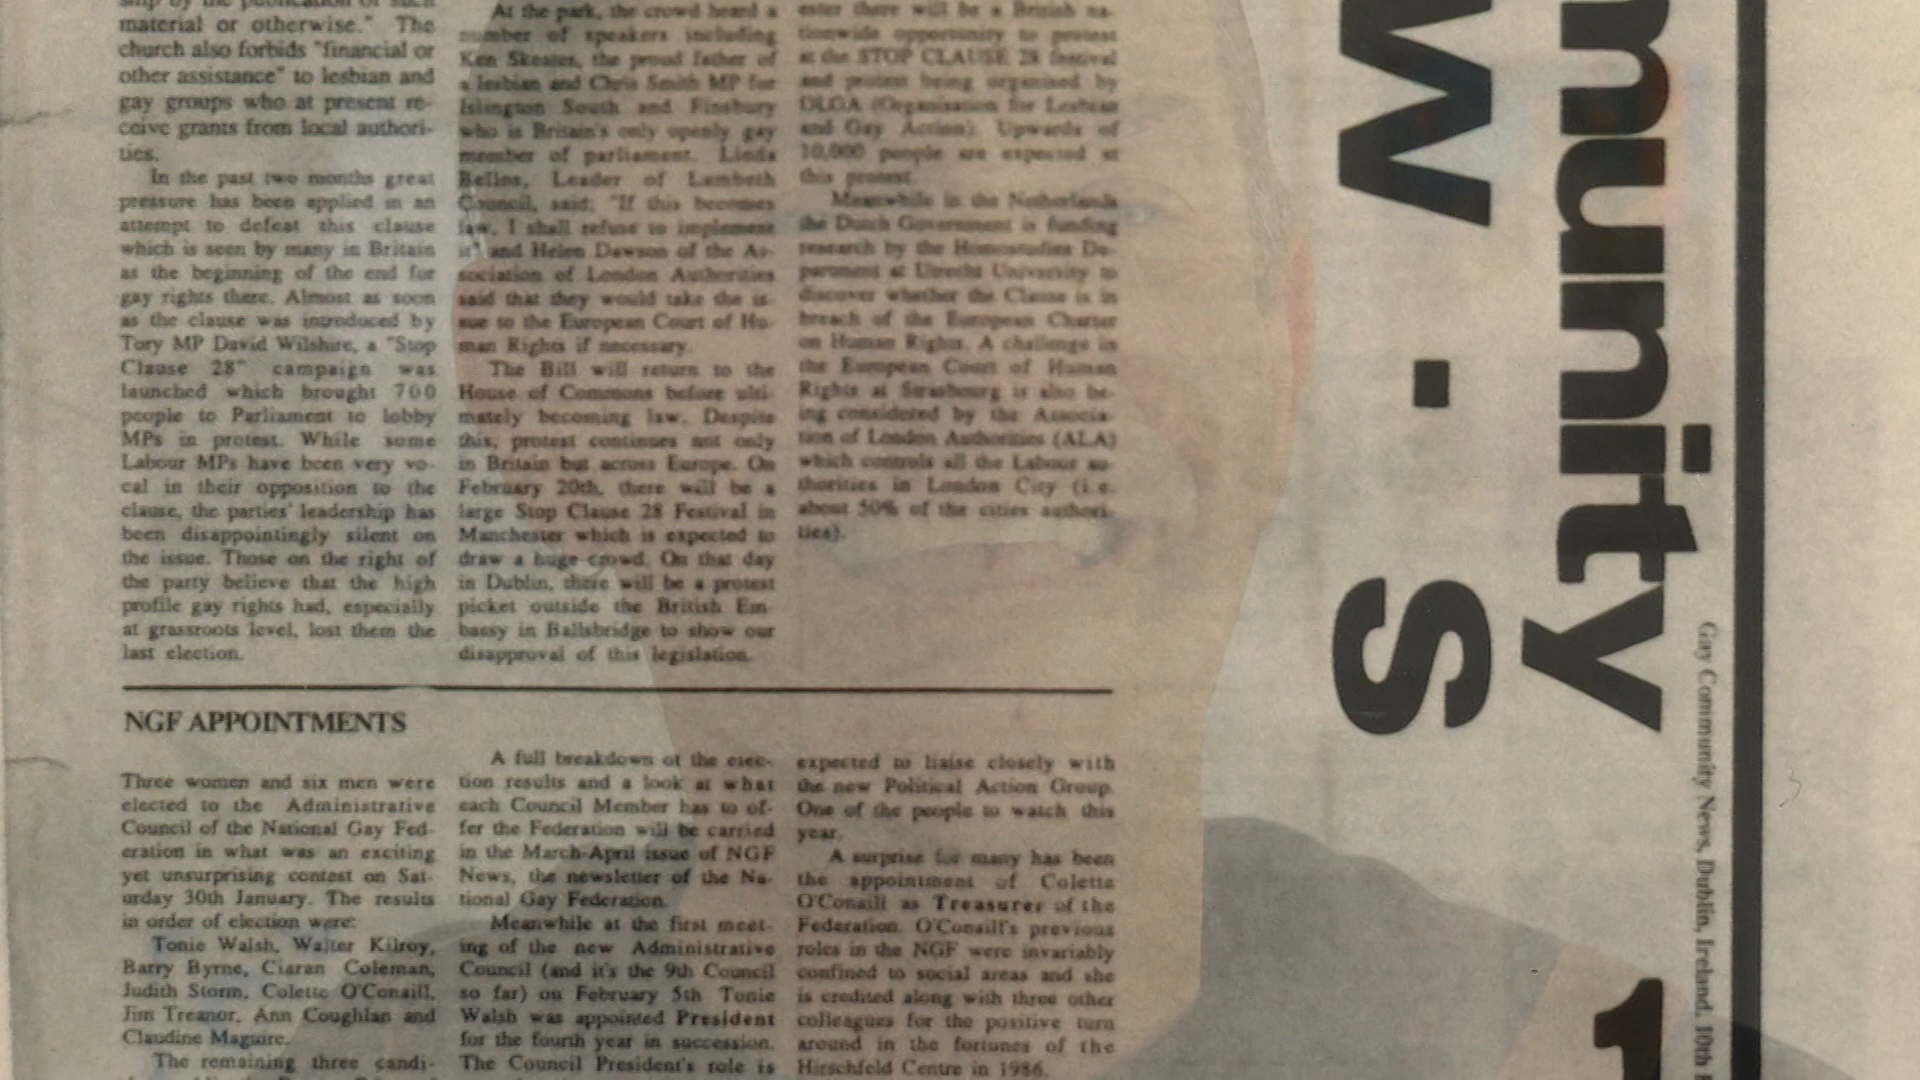 material or otherwise." The
church also forbids "financial or
other assistance" to lesbian and
gay groups who at present re-
ceive grants from local authori-
ties.
In the past two months great
pressure has been applied in an
attempt to defeat this clause
which is seen by many in Britain
as the beginning of the end for
gay rights there. Almost as soon
as the clause was introduced by
Tory MP David Wilshire, a "Stop
Clause 28" campaign was
launched which brought 700
people to Parliament to lobby
MPs in protest. While some
Labour MPs have been very vo-
cal in their opposition to the
clause, the parties' leadership has
been disappointingly silent on
the issue. Those on the right of
the party believe that the high
profile gay rights had, especially
at grassroots level, lost them the
last election.
At the park, the crowd heard a
number of speakers including
Ken Skeates, the proud father of
a lesbian and Chris Smith MP for
Islington South and Finsbury
who is Britain's only openly gay
member of parliament. Linda
Bellos, Leader of Lambeth
Council, said; "If this becomes
law, I shall refuse to implement
it" and Helen Dawson of the As-
sociation of London Authorities
said that they would take the is-
sue to the European Court of Hu-
man Rights if necessary.
The Bill will return to the
House of Commons before ulti-
mately becoming law. Despite
this, protest continues not only
in Britain but across Europe. On
February 20th, there will be a
large Stop Clause 28 Festival in
Manchester which is expected to
draw a huge crowd. On that day
in Dublin, there will be a protest
picket outside the British Em-
bassy in Ballsbridge to show our
disapproval of this legislation.
ester there will be a British na-
tionwide opportunity to protest
at the STOP CLAUSE 28 festival
and protest being organised by
OLGA (Organisation for Lesbian
and Gay Action). Upwards of
10,000 people are expected at
this protest.
Meanwhile in the Netherlands
the Dutch Government is funding
research by the Homostudies De-
partment at Utrecht University to
discover whether the Clause is in
breach of the European Charter
on Human Rights. A challenge in
the European Court of Human
Rights at Strasbourg is also be-
ing considered by the Associa-
tion of London Authorities (ALA)
which controls all the Labour au-
thorities in London City (i.e.
about 50% of the cities authori-
ties).
NGF APPOINTMENTS
Three women and six men were
elected to the Administrative
Council of the National Gay Fed-
eration in what was an exciting
yet unsurprising contest on Sat-
urday 30th January. The results
in order of election were:
Tonie Walsh, Walter Kilroy,
Barry Byrne, Ciaran Coleman,
Judith Storm, Colette O'Conaill,
Jim Treanor, Ann Coughlan and
Claudine Maguire.
The remaining three candi-
A full breakdown of the elec-
tion results and a look at what
each Council Member has to of-
fer the Federation will be carried
in the March-April issue of NGF
News, the newsletter of the Na-
tional Gay Federation.
Meanwhile at the first meet-
ing of the new Administrative
Council (and it's the 9th Council
so far) on February 5th Tonie
Walsh was appointed President
for the fourth year in succession.
The Council President's role is
expected to liaise closely with
the new Political Action Group.
One of the people to watch this
year.
A surprise for many has been
the appointment of Colette
O'Conaill as Treasurer of the
Federation. O'Conaill's previous
roles in the NGF were invariably
confined to social areas and she
is credited along with three other
colleagues for the positive turn
around in the fortunes of the
Hirschfeld Centre in 1986.
w·s
munity
1
Gay Community News, Dublin, Ireland. 10th